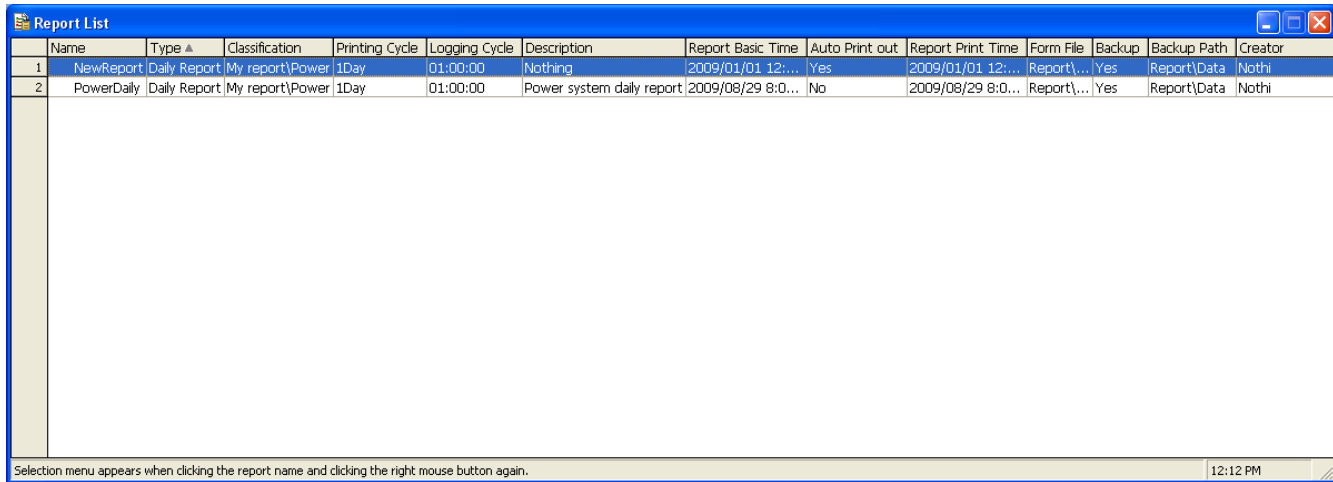 Report List
Name Type Classification Printing Cycle Logging Cycle Description Report Basic Time Auto Print out Report Print Time Form File Backup Backup Path Creator
1 NewReport Daily Report My report\Power 1Day 01:00:00 Nothing 2009/01/01 12:... Yes 2009/01/01 12:... Report\... Yes Report\Data Nothi
2 PowerDaily Daily Report My report\Power 1Day 01:00:00 Power system daily report 2009/08/29 8:0... No 2009/08/29 8:0... Report\... Yes Report\Data Nothi
Selection menu appears when clicking the report name and clicking the right mouse button again. 12:12 PM